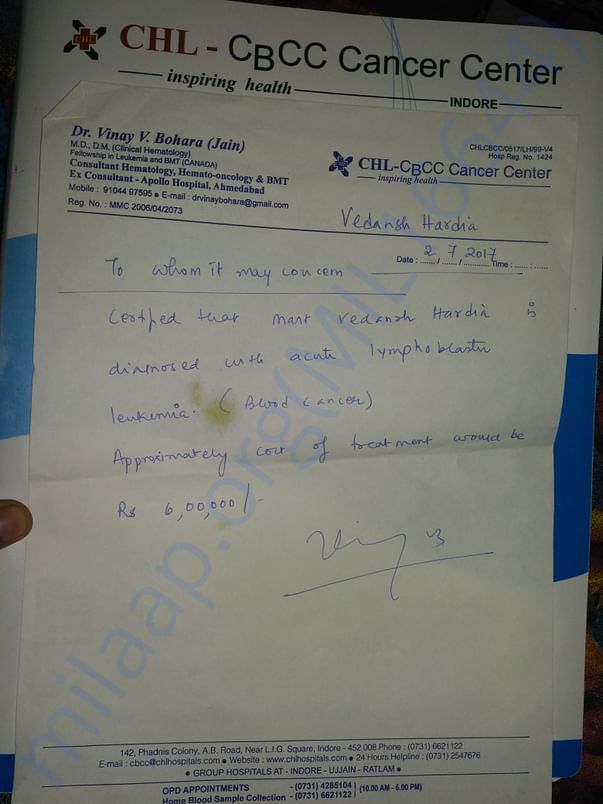 CHL - CBCC Cancer Center
inspiring health
INDORE
Dr. Vinay V. Bohara (Jain)
M.D., D.M. (Clinical Hematology)
Fellowship in Leukemia and BMT (CANADA)
Consultant Hematology, Hemato-oncology & BMT
Ex Consultant - Apollo Hospital, Ahmedabad
Mobile : 91044 97595 • E-mail : drvinaybohara@gmail.com
Reg. No. : MMC 2006/04/2073
CHLCBCC/0517/LH/99-V4
Hosp Reg. No. 1424
CHL-CBCC Cancer Center
inspiring health
Vedansh Hardia
Date : 2 / 7 / 2017 Time : ...... : ......
To whom it may concern
Certified that mast Vedansh Hardia is
diagnosed with acute lymphoblastic
leukemia. (Blood Cancer)
Approximately cost of treatment would be
Rs 6,00,000/-
142, Phadnis Colony, A.B. Road, Near L.I.G. Square, Indore - 452 008 Phone : (0731) 6621122
E-mail : cbcc@chlhospitals.com • Website : www.chlhospitals.com • 24 Hours Helpline : (0731) 2547676
• GROUP HOSPITALS AT - INDORE - UJJAIN - RATLAM •
OPD APPOINTMENTS - (0731) 4285104 (10.00 AM - 6.00 PM)
Home Blood Sample Collection - (0731) 6621122